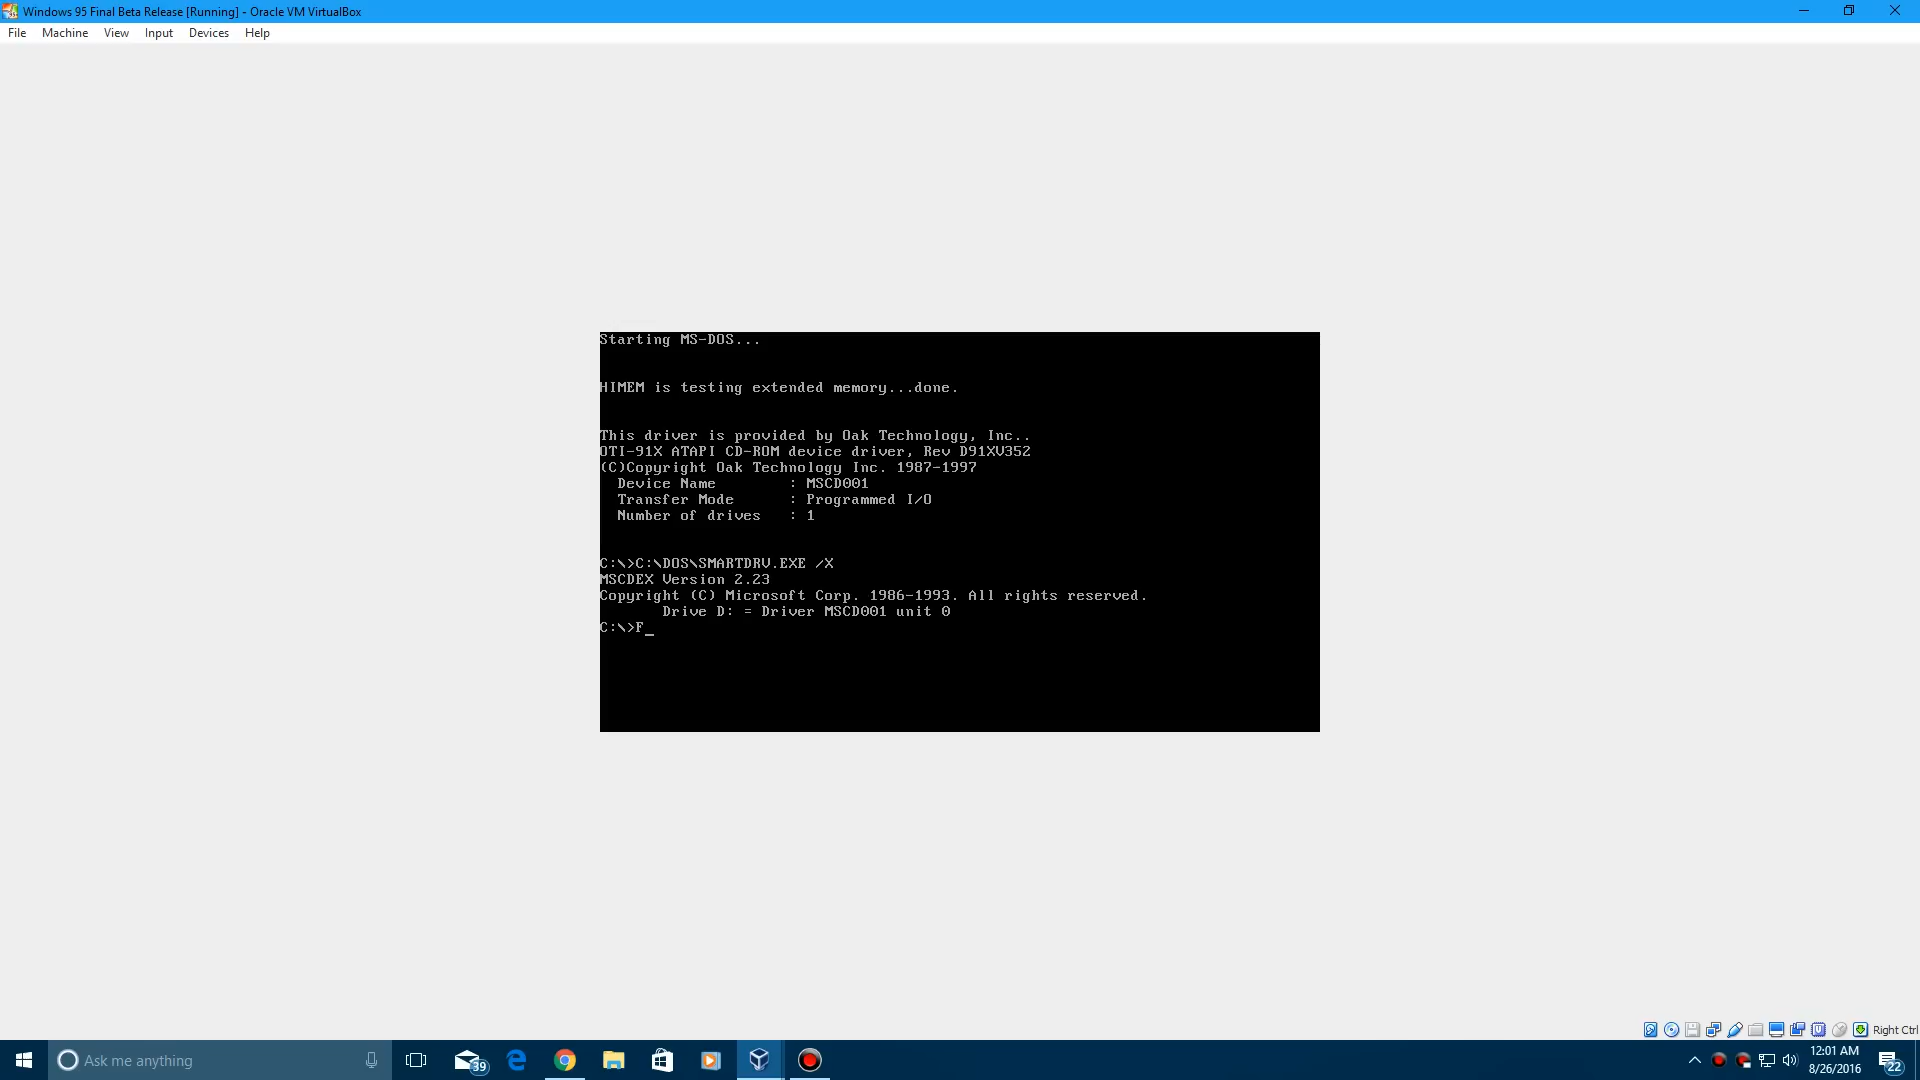 Windows 95 Final Beta Release [Running] - Oracle VM VirtualBox
File Machine View Input Devices Help
Starting MS-DOS...
HIMEM is testing extended memory...done.
This driver is provided by Oak Technology, Inc..
OTI-91X ATAPI CD-ROM device driver, Rev D91XV352
(C)Copyright Oak Technology Inc. 1987-1997
Device Name : MSCD001
Transfer Mode : Programmed I/O
Number of drives : 1
C:\>C:\DOS\SMARTDRV.EXE /X
MSCDEX Version 2.23
Copyright (C) Microsoft Corp. 1986-1993. All rights reserved.
Drive D: = Driver MSCD001 unit 0
C:\>F_
Right Ctrl
Ask me anything
39
12:01 AM
8/26/2016
22